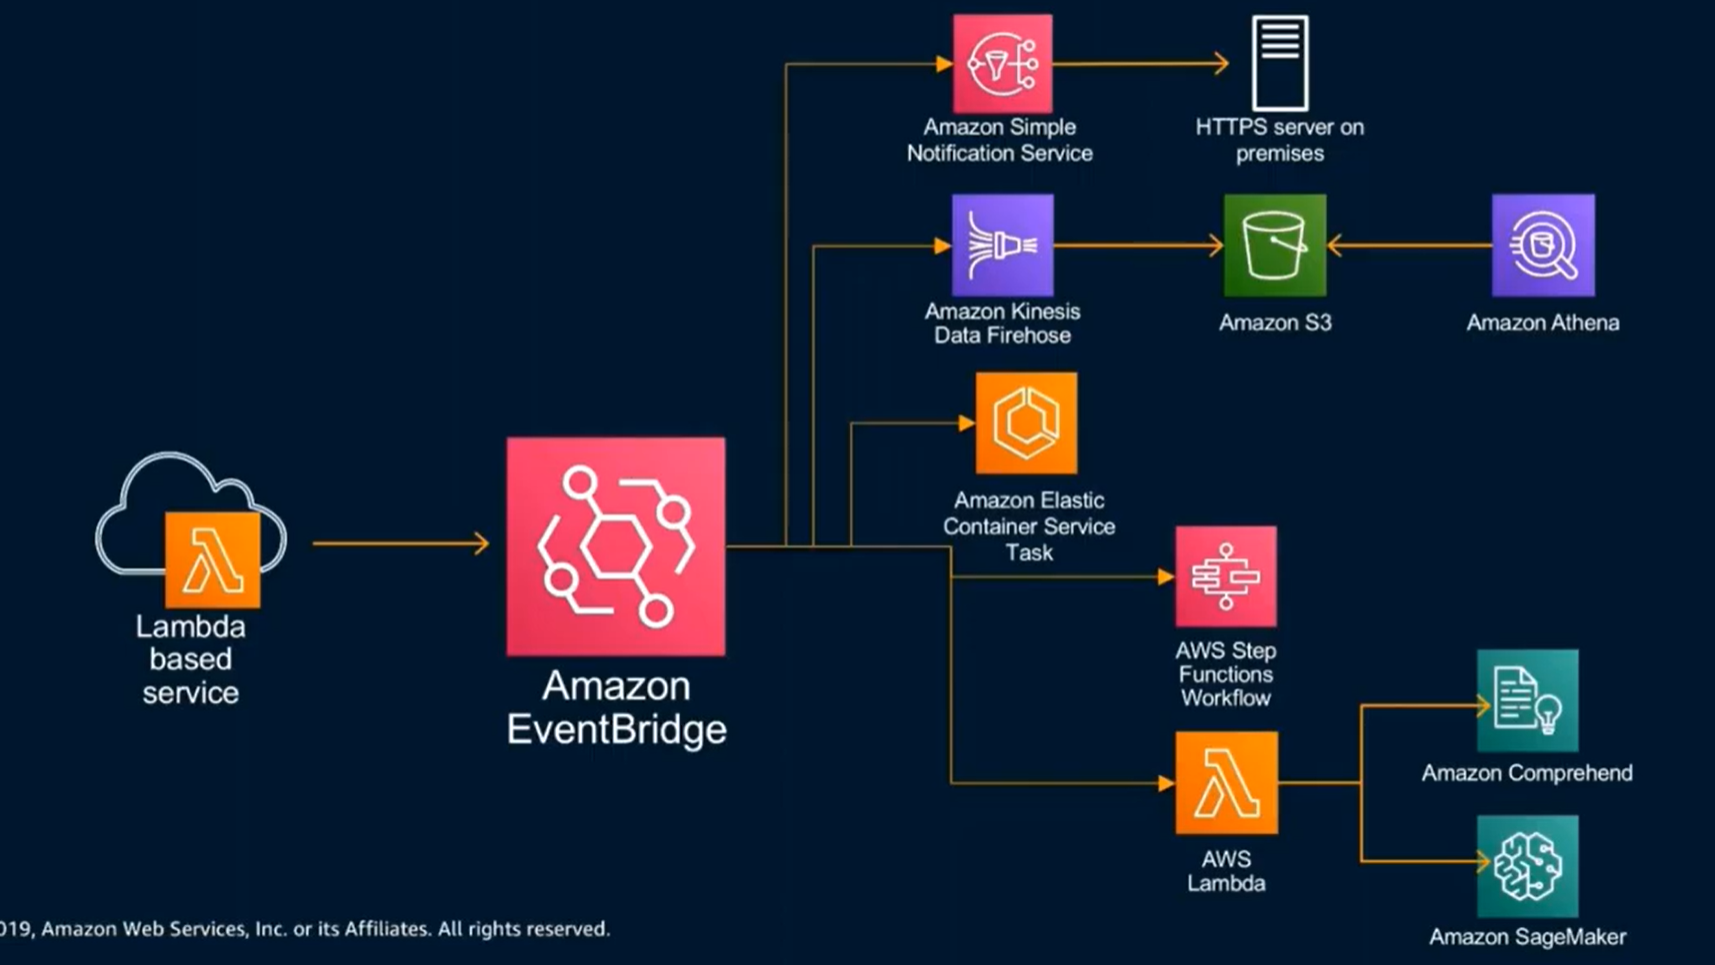 Amazon Simple
Notification Service
HTTPS server on
premises
Amazon Kinesis
Data Firehose
Amazon S3
Amazon Athena
Amazon Elastic
Container Service
Task
Lambda
based
service
Amazon
EventBridge
AWS Step
Functions
Workflow
Amazon Comprehend
AWS
Lambda
Amazon SageMaker
019, Amazon Web Services, Inc. or its Affiliates. All rights reserved.